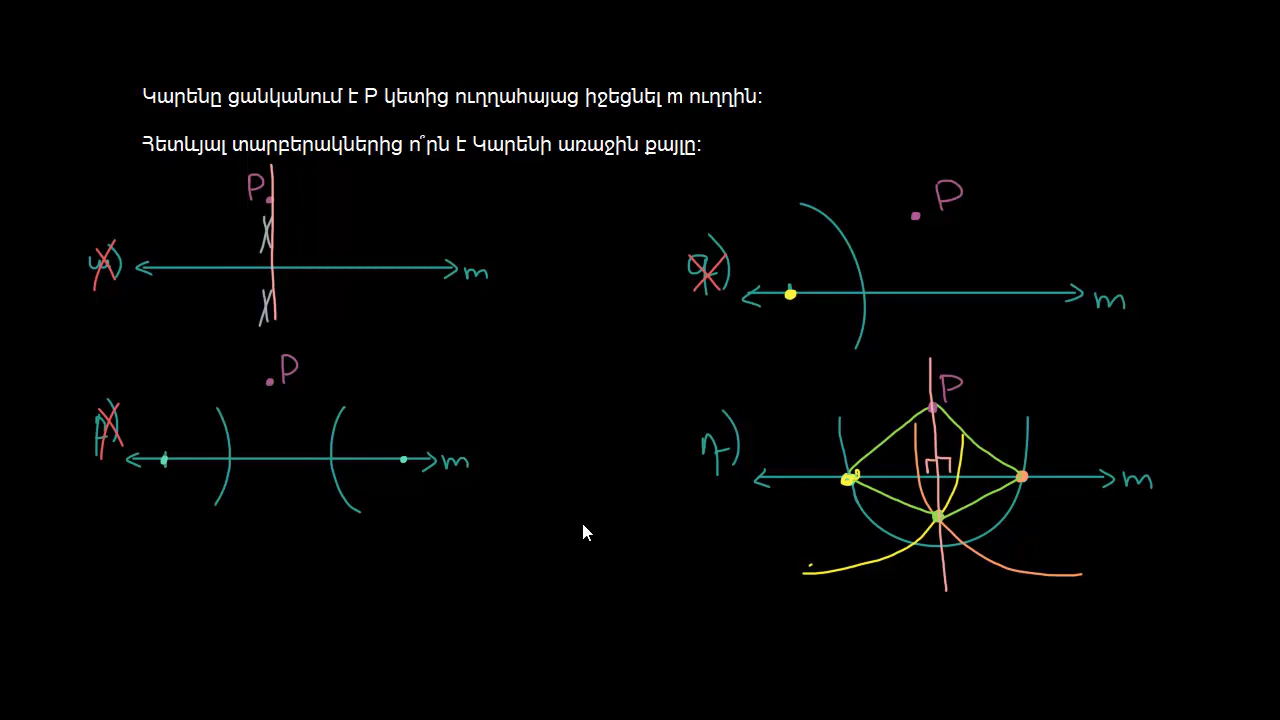 Կարենը ցանկանում է P կետից ուղղահայաց իջեցնել m ուղղին:
Հետևյալ տարբերակներից ո՞րն է Կարենի առաջին քայլը:
P
ա)
m
P
գ)
m
P
բ)
m
P
դ)
m